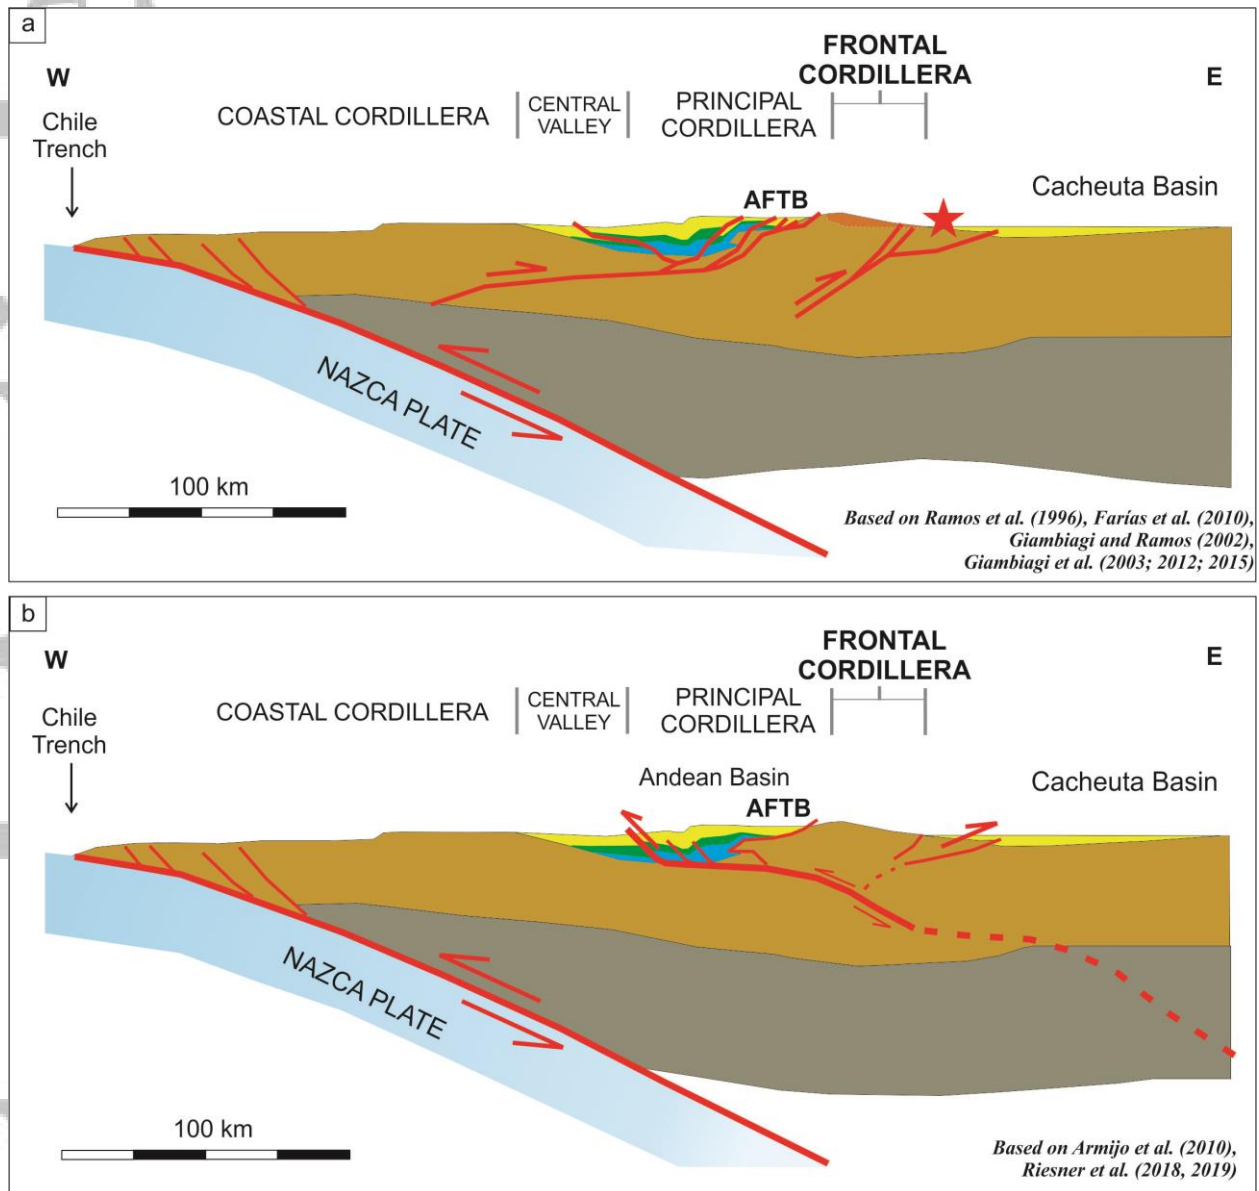 a
W
FRONTAL
CORDILLERA
E
Chile
Trench
COASTAL CORDILLERA
CENTRAL
VALLEY
PRINCIPAL
CORDILLERA
AFTB
Cacheuta Basin
NAZCA PLATE
100 km
Based on Ramos et al. (1996), Farías et al. (2010),
Giambiagi and Ramos (2002),
Giambiagi et al. (2003; 2012; 2015)
b
W
FRONTAL
CORDILLERA
E
Chile
Trench
COASTAL CORDILLERA
CENTRAL
VALLEY
PRINCIPAL
CORDILLERA
Andean Basin
AFTB
Cacheuta Basin
NAZCA PLATE
100 km
Based on Armijo et al. (2010),
Riesner et al. (2018, 2019)